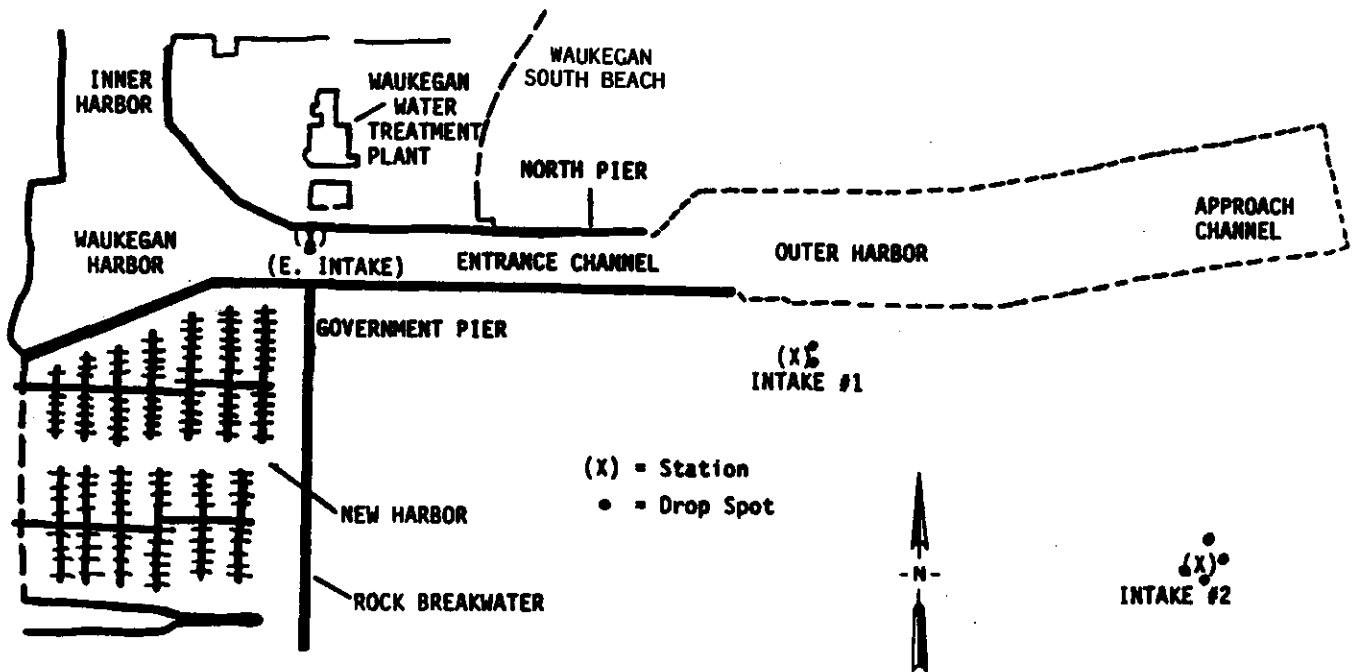 WAUKEGAN
SOUTH BEACH
INNER
HARBOR
WAUKEGAN
WATER
TREATMENT
PLANT
NORTH PIER
APPROACH
CHANNEL
WAUKEGAN
HARBOR
(X)
(E. INTAKE)
ENTRANCE CHANNEL
OUTER HARBOR
GOVERNMENT PIER
(X)
INTAKE #1
(X) = Station
● = Drop Spot
NEW HARBOR
-N-
(X)
INTAKE #2
ROCK BREAKWATER